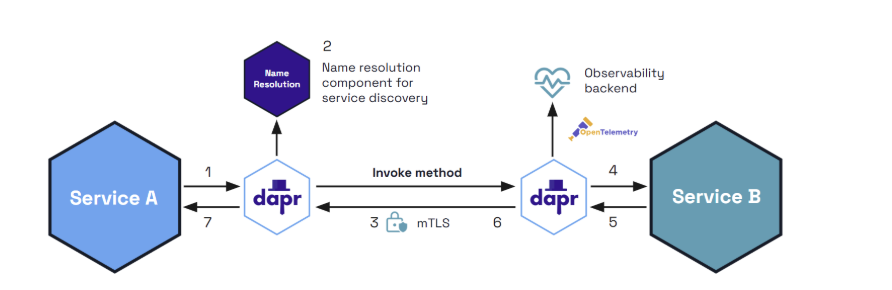 2
Name resolution
component for
service discovery
Name
Resolution
Observability
backend
OpenTelemetry
Service A
1
7
dapr
Invoke method
3
mTLS
6
dapr
4
5
Service B